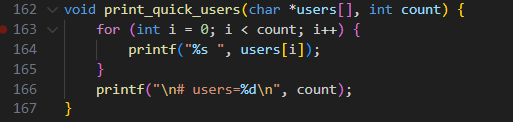 162 void print_quick_users(char *users[], int count) {
163     for (int i = 0; i < count; i++) {
164         printf("%s ", users[i]);
165     }
166     printf("\n# users=%d\n", count);
167 }